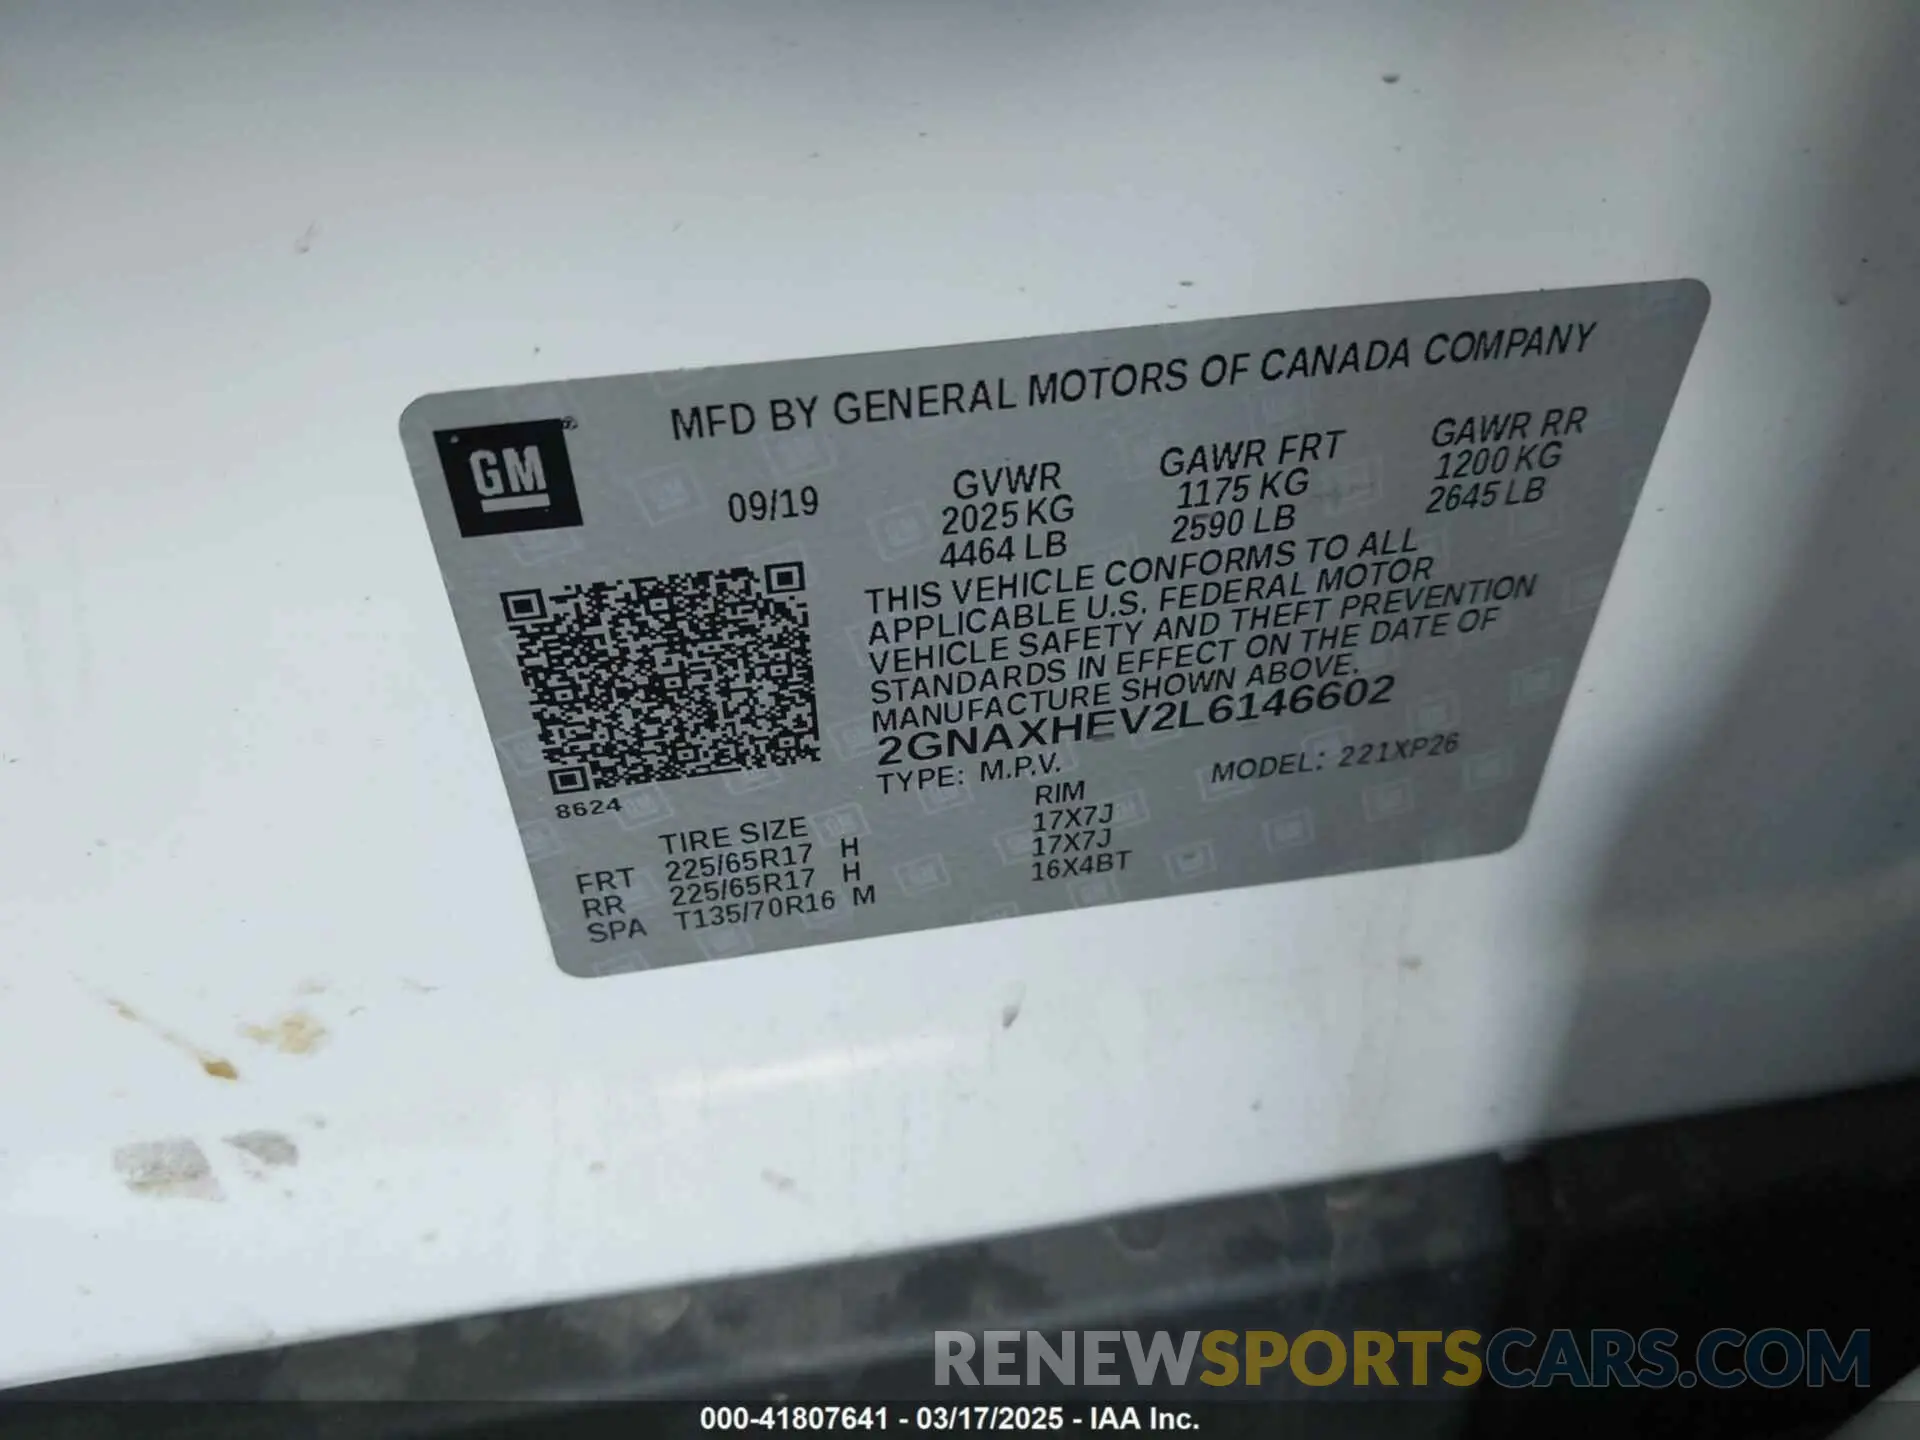 MFD BY GENERAL MOTORS OF CANADA COMPANY
GM
09/19
GVWR GAWR FRT GAWR RR
2025 KG 1175 KG 1200 KG
4464 LB 2590 LB 2645 LB
THIS VEHICLE CONFORMS TO ALL
APPLICABLE U.S. FEDERAL MOTOR
VEHICLE SAFETY AND THEFT PREVENTION
STANDARDS IN EFFECT ON THE DATE OF
MANUFACTURE SHOWN ABOVE.
2GNAXHEV2L6146602
TYPE: M.P.V. MODEL: 221XP26
8624
TIRE SIZE RIM
FRT 225/65R17 H 17X7J
RR 225/65R17 H 17X7J
SPA T135/70R16 M 16X4BT
RENEWSPORTSCARS.COM
000-41807641 - 03/17/2025 - IAA Inc.